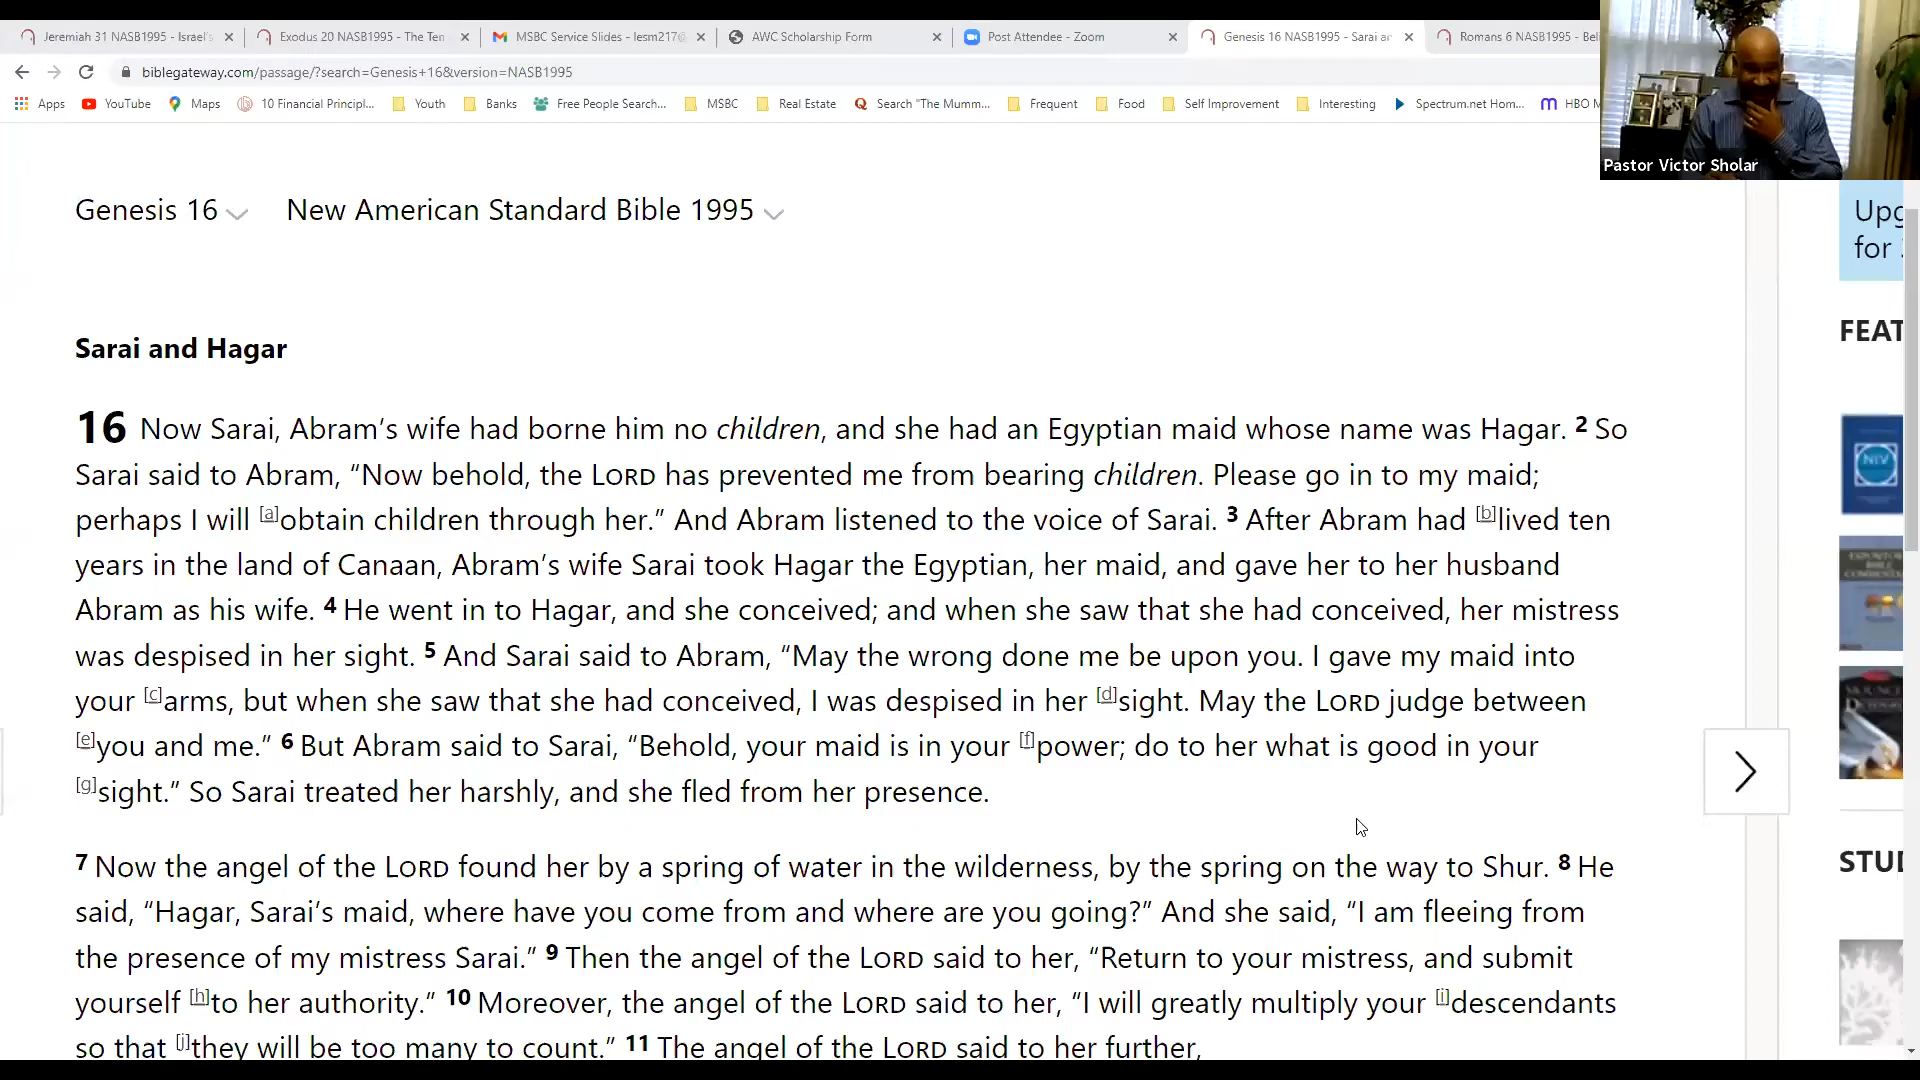 Jeremiah 31 NASB1995 - Israel's
Exodus 20 NASB1995 - The Ten
MSBC Service Slides - lesm217@
AWC Scholarship Form
Post Attendee - Zoom
Genesis 16 NASB1995 - Sarai an
Romans 6 NASB1995 - Bel
biblegateway.com/passage/?search=Genesis+16&version=NASB1995
Apps YouTube Maps 10 Financial Principl... Youth Banks Free People Search... MSBC Real Estate Search "The Mumm... Frequent Food Self Improvement Interesting Spectrum.net Hom... HBO M
Pastor Victor Sholar
Genesis 16 New American Standard Bible 1995
Sarai and Hagar
16 Now Sarai, Abram’s wife had borne him no children, and she had an Egyptian maid whose name was Hagar. 2 So
Sarai said to Abram, “Now behold, the LORD has prevented me from bearing children. Please go in to my maid;
perhaps I will [a]obtain children through her.” And Abram listened to the voice of Sarai. 3 After Abram had [b]lived ten
years in the land of Canaan, Abram’s wife Sarai took Hagar the Egyptian, her maid, and gave her to her husband
Abram as his wife. 4 He went in to Hagar, and she conceived; and when she saw that she had conceived, her mistress
was despised in her sight. 5 And Sarai said to Abram, “May the wrong done me be upon you. I gave my maid into
your [c]arms, but when she saw that she had conceived, I was despised in her [d]sight. May the LORD judge between
[e]you and me.” 6 But Abram said to Sarai, “Behold, your maid is in your [f]power; do to her what is good in your
[g]sight.” So Sarai treated her harshly, and she fled from her presence.
7 Now the angel of the LORD found her by a spring of water in the wilderness, by the spring on the way to Shur. 8 He
said, “Hagar, Sarai’s maid, where have you come from and where are you going?” And she said, “I am fleeing from
the presence of my mistress Sarai.” 9 Then the angel of the LORD said to her, “Return to your mistress, and submit
yourself [h]to her authority.” 10 Moreover, the angel of the LORD said to her, “I will greatly multiply your [i]descendants
so that [j]they will be too many to count.” 11 The angel of the LORD said to her further,
Upg
for
FEAT
NIV
STUD